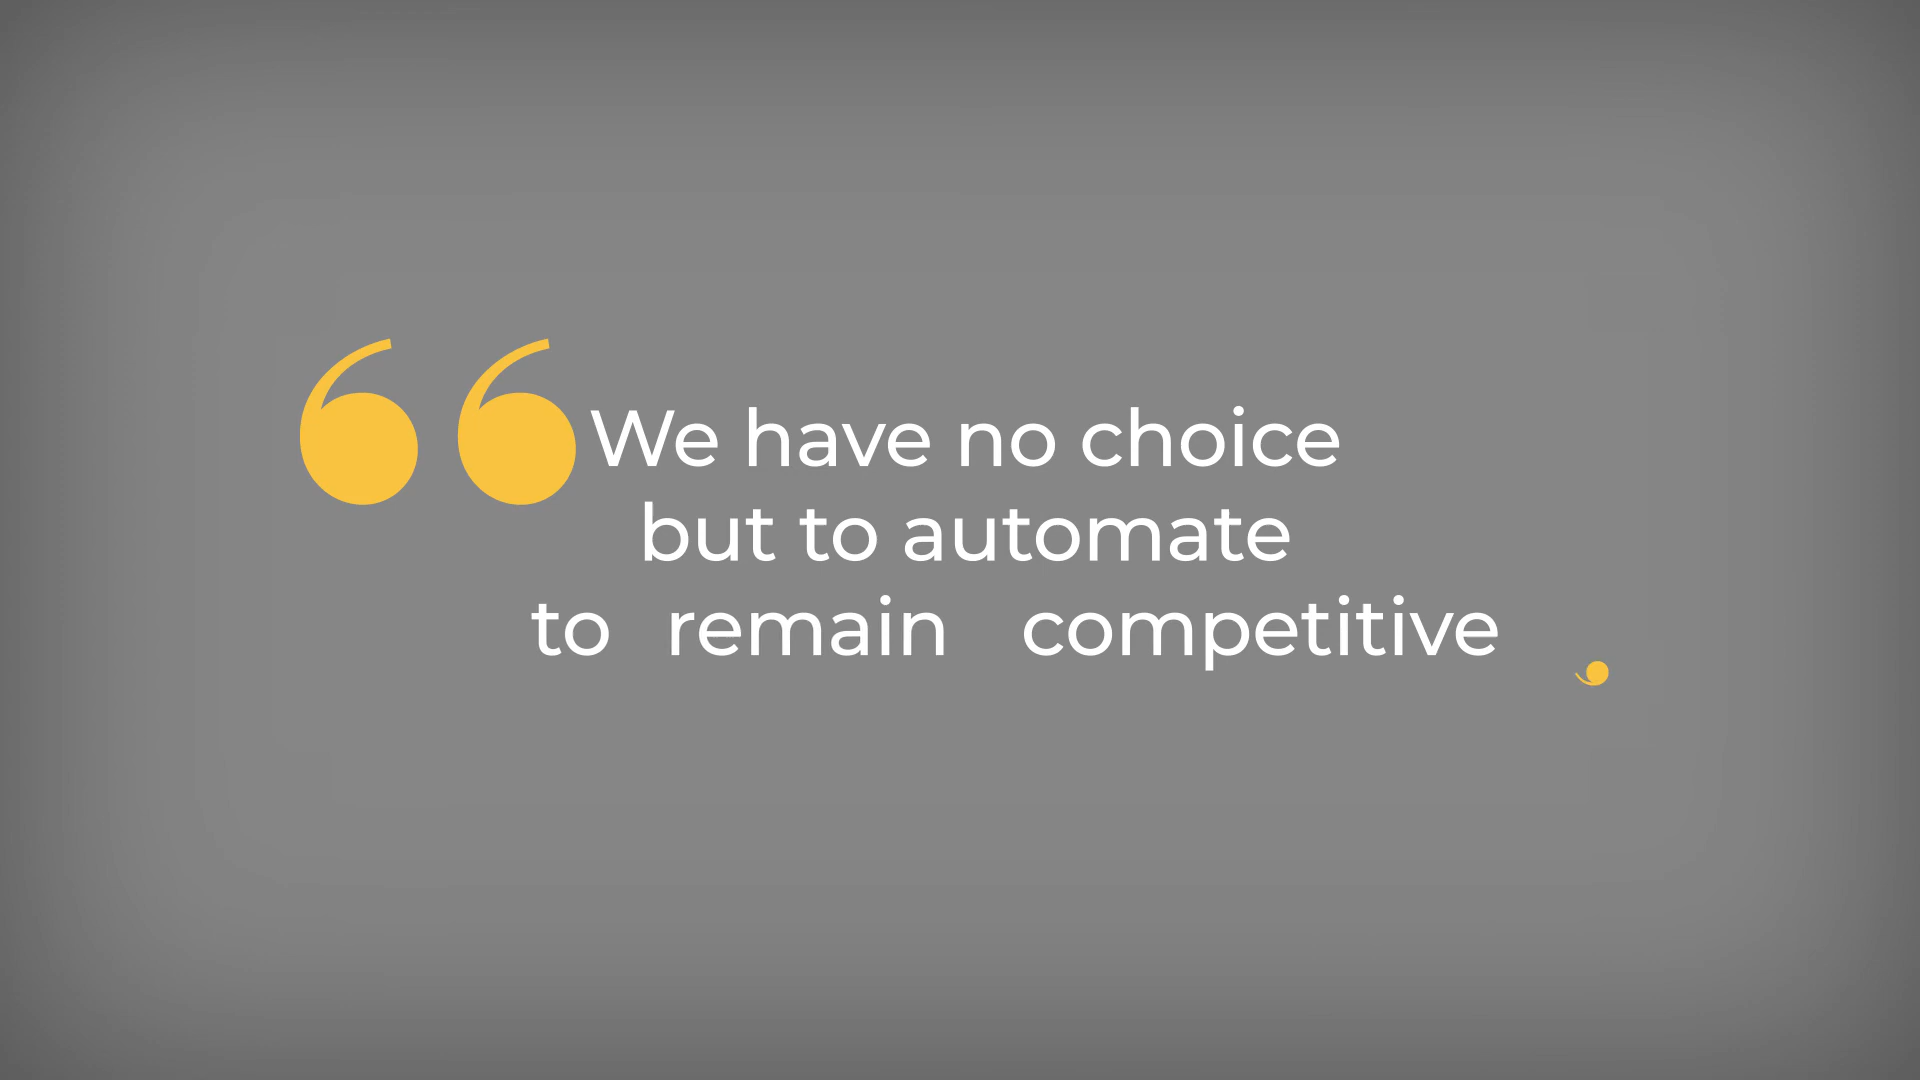 “We have no choice
but to automate
to remain competitive